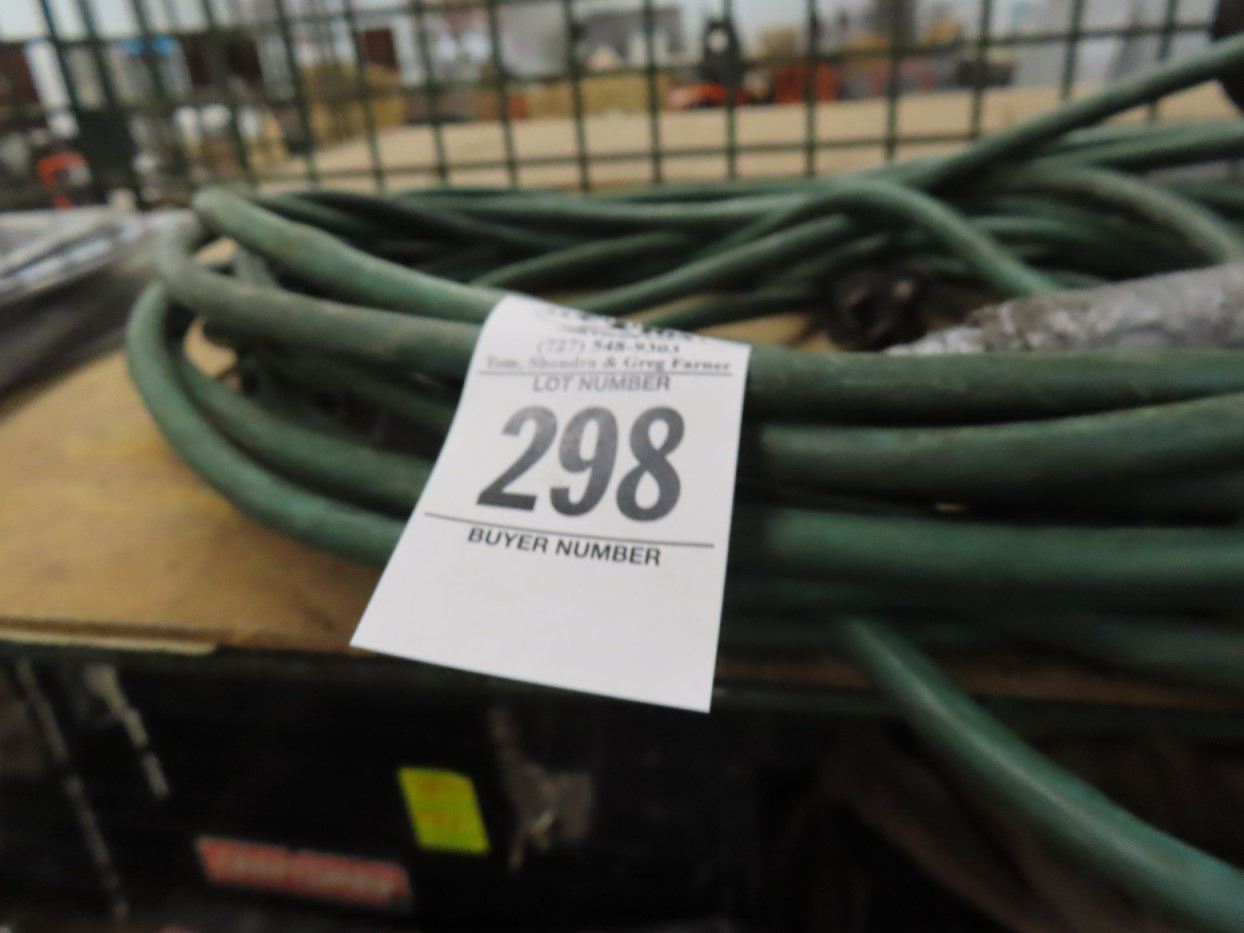 (727) 548-9303
Tom, Shondra & Greg Farner
LOT NUMBER
298
BUYER NUMBER